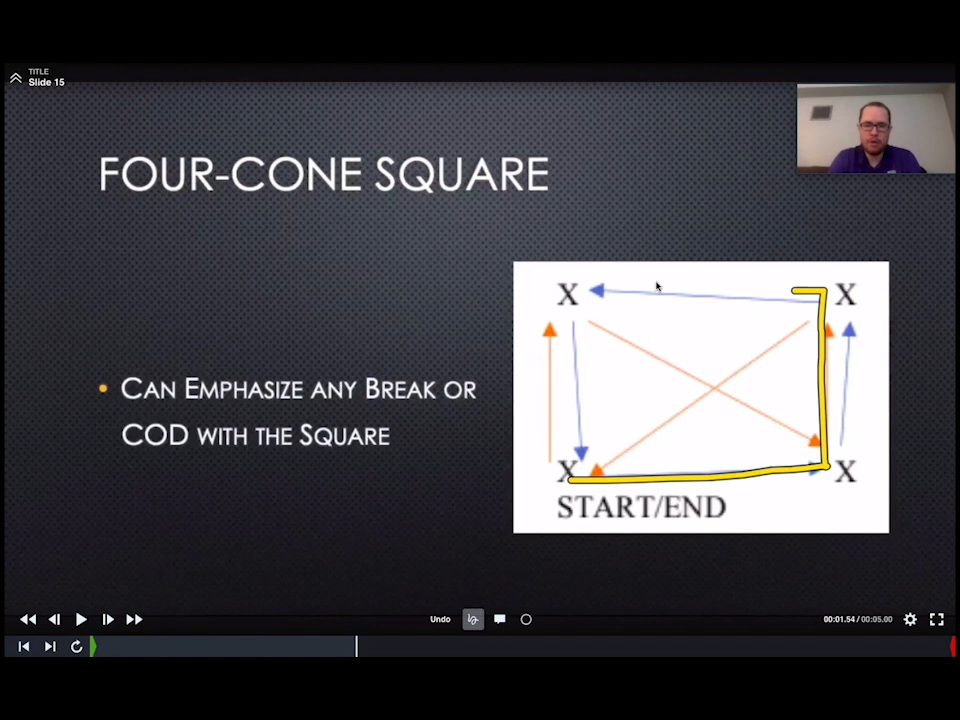 TITLE
Slide 15
FOUR-CONE SQUARE
X X
• CAN EMPHASIZE ANY BREAK OR
COD WITH THE SQUARE
X X
START/END
Undo
00:01.54 / 00:05.00